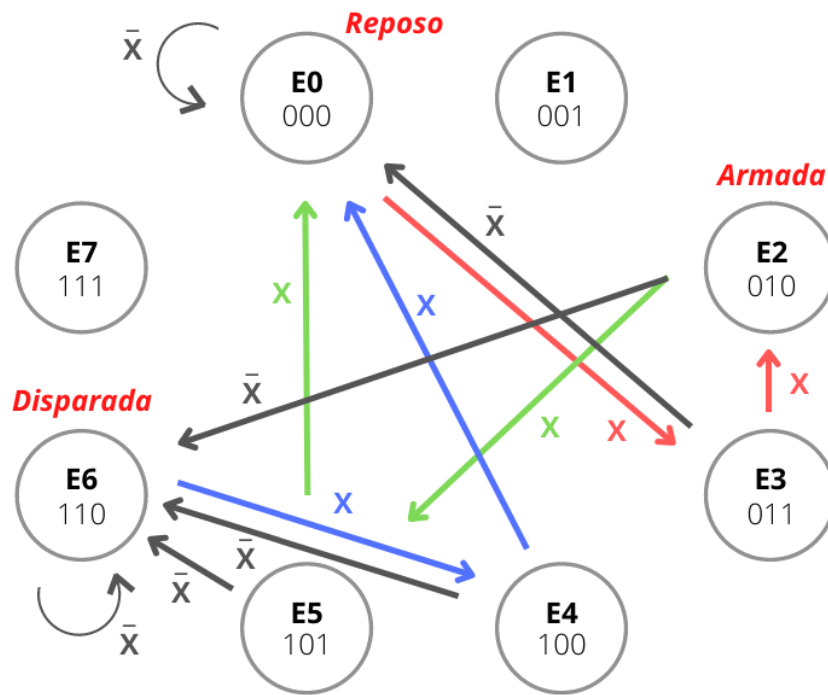 Reposo
X̄
E0
000
E1
001
Armada
E7
111
X̄
E2
010
X
X
X̄
X
Disparada
X
X
E6
110
X
E3
011
X̄
X̄
E5
101
E4
100
X̄